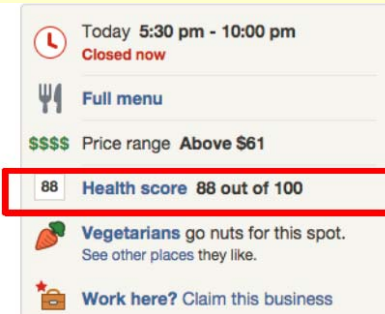 Today 5:30 pm - 10:00 pm
Closed now
Full menu
$$$$ Price range Above $61
88 Health score 88 out of 100
Vegetarians go nuts for this spot.
See other places they like.
Work here? Claim this business